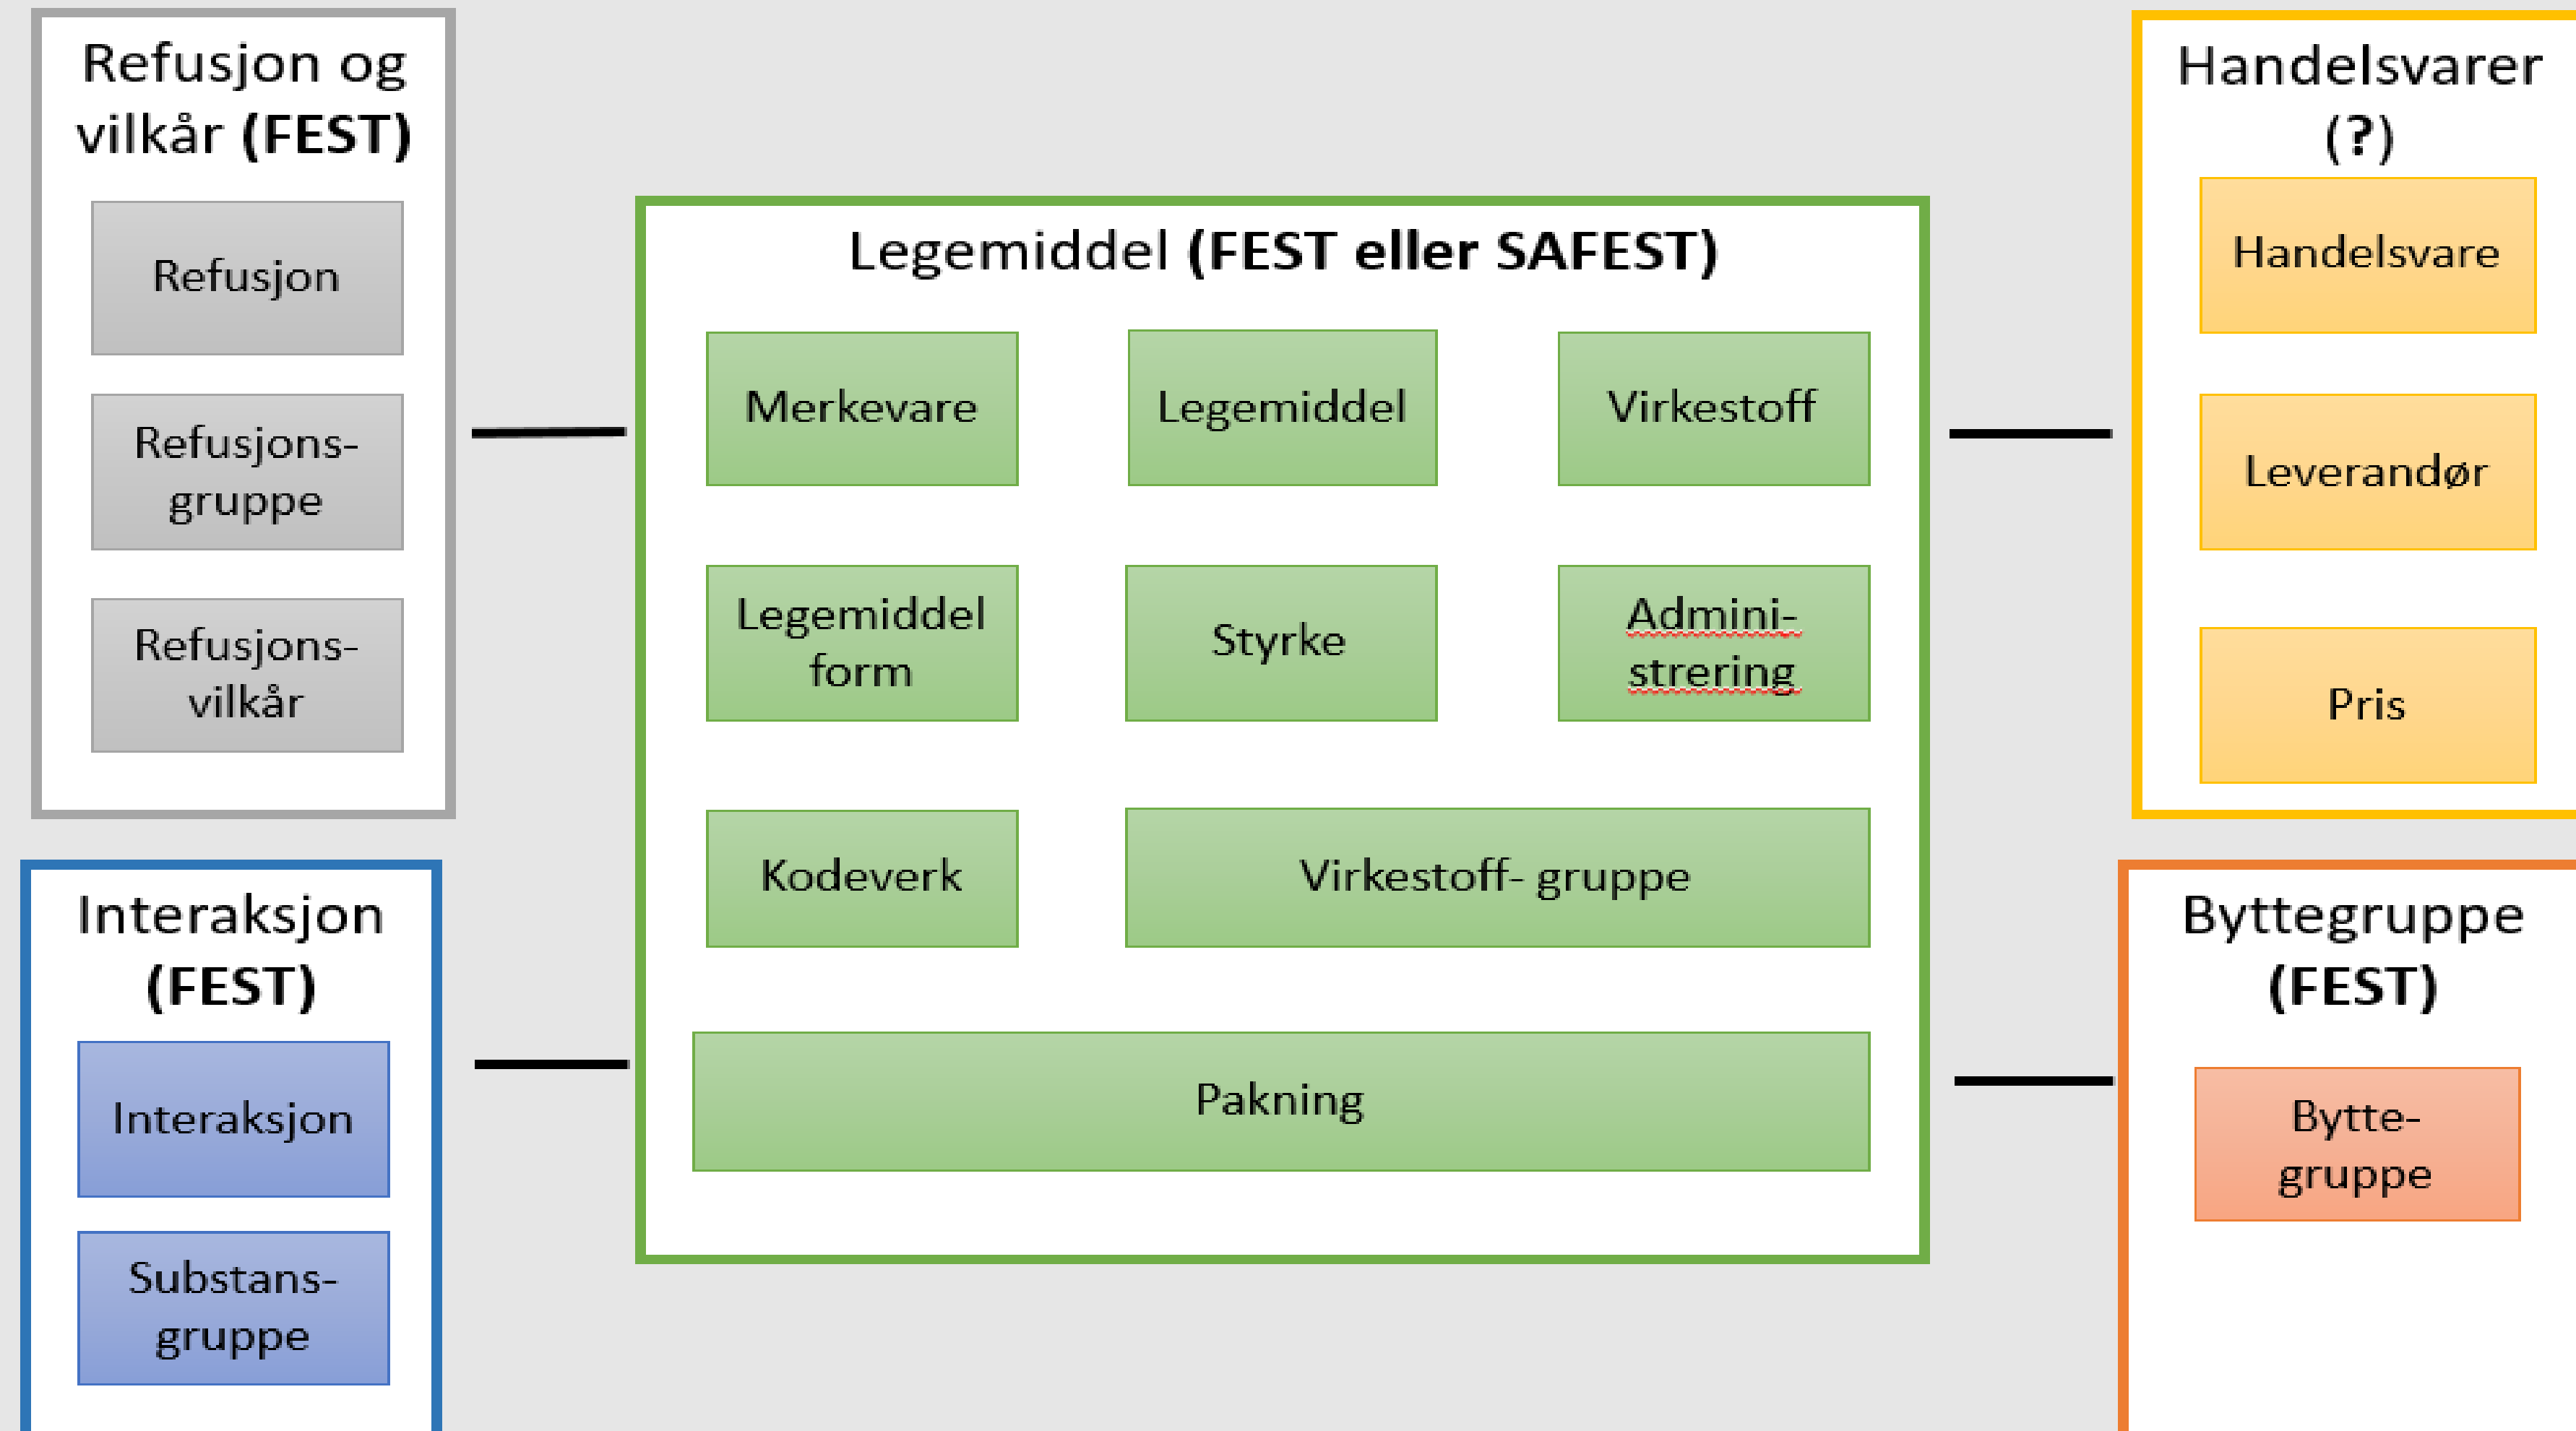 Refusjon og
vilkår (FEST)
Refusjon
Refusjons-
gruppe
Refusjons-
vilkår
Interaksjon
(FEST)
Interaksjon
Substans-
gruppe
Legemiddel (FEST eller SAFEST)
Merkevare
Legemiddel
Virkestoff
Legemiddel
form
Styrke
Admini-
strering
Kodeverk
Virkestoff- gruppe
Pakning
Handelsvarer
(?)
Handelsvare
Leverandør
Pris
Byttegruppe
(FEST)
Bytte-
gruppe